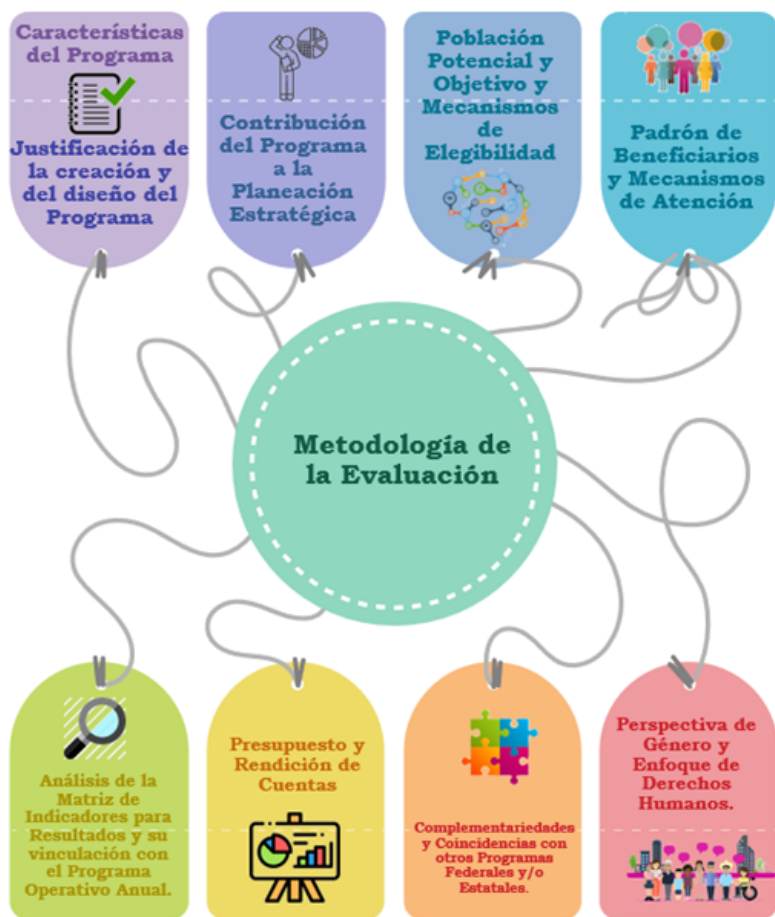 Características
del Programa
Justificación de
la creación y
del diseño del
Programa
Contribución
del Programa
a la
Planeación
Estratégica
Población
Potencial y
Objetivo y
Mecanismos
de
Elegibilidad
Padrón de
Beneficiarios
y Mecanismos
de Atención
Metodología de
la Evaluación
Análisis de la
Matriz de
Indicadores para
Resultados y su
vinculación con
el Programa
Operativo Anual.
Presupuesto y
Rendición de
Cuentas
Complementariedades
y Coincidencias con
otros Programas
Federales y/o
Estatales.
Perspectiva de
Género y
Enfoque de
Derechos
Humanos.